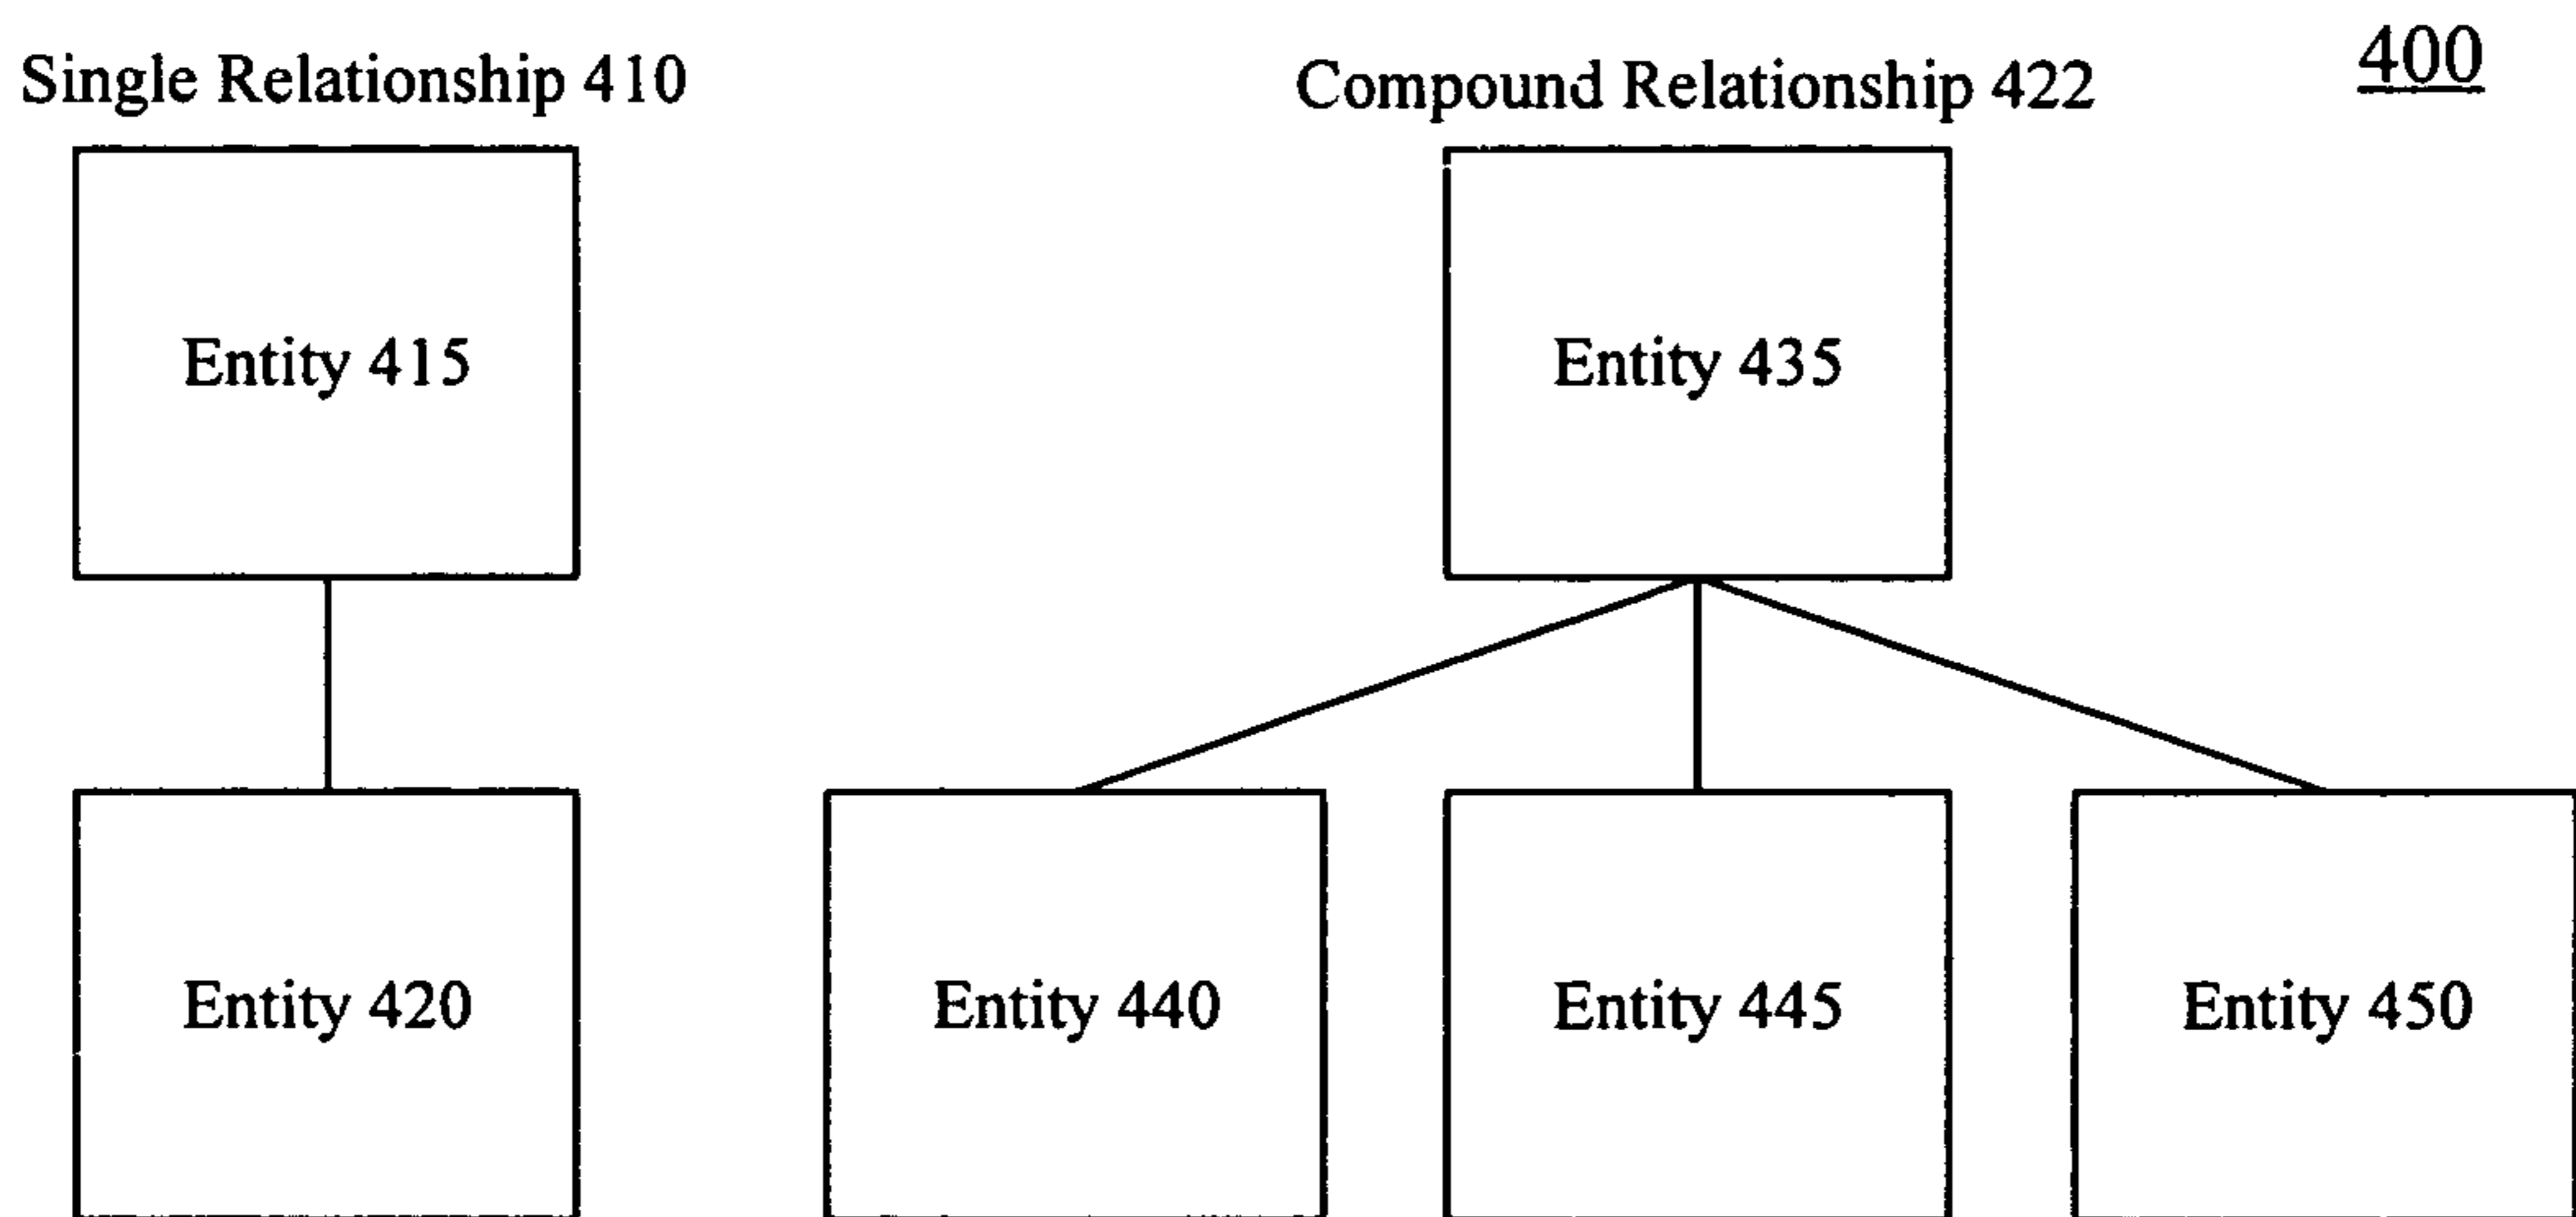 400
Single Relationship 410
Compound Relationship 422
Entity 415
Entity 435
Entity 420
Entity 440
Entity 445
Entity 450